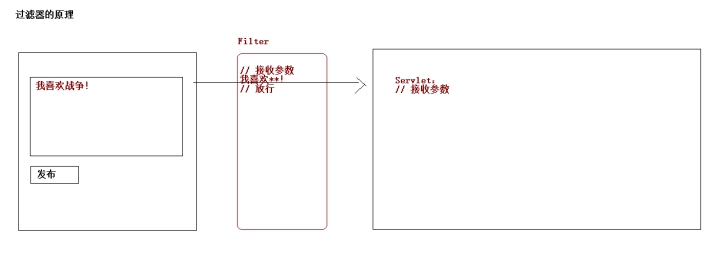 过滤器的原理
Filter
我喜欢战争!
发布
// 接收参数
我喜欢**!
// 放行
Servlet:
// 接收参数